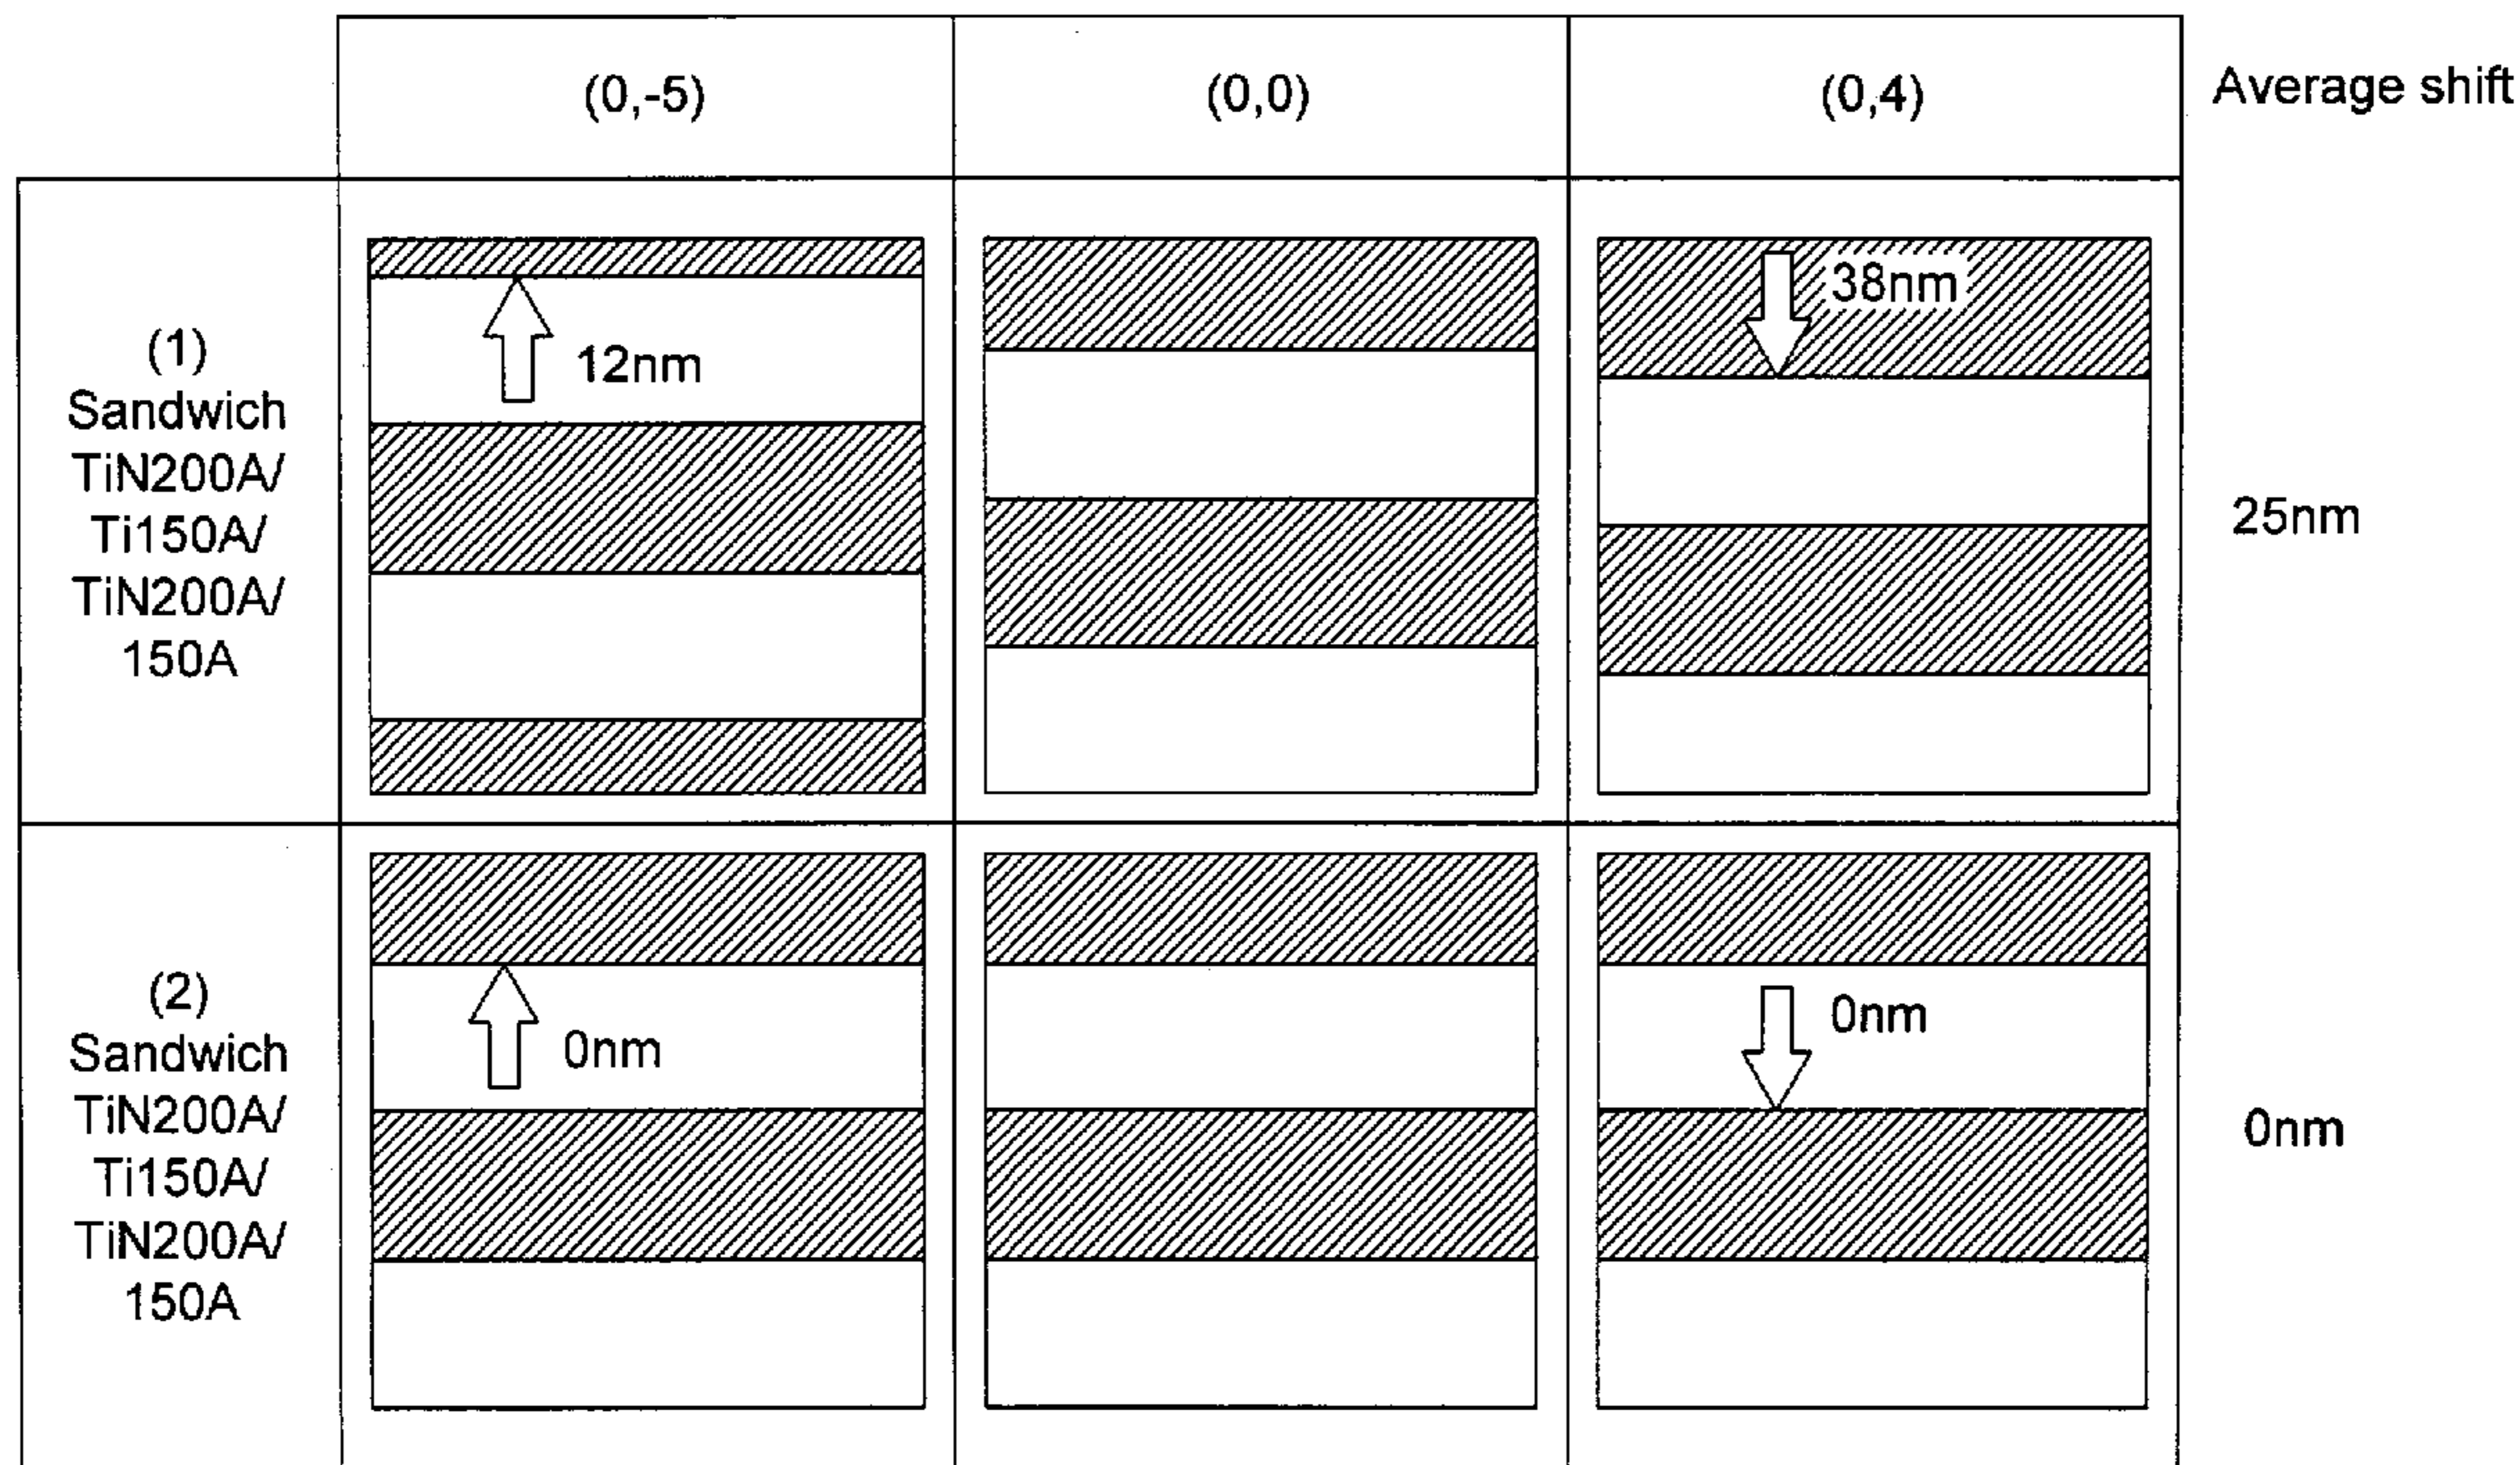 (0,-5)
(0,0)
(0,4)
Average shift
(1)
Sandwich
TiN200A/
Ti150A/
TiN200A/
150A
12nm
38nm
25nm
(2)
Sandwich
TiN200A/
Ti150A/
TiN200A/
150A
0nm
0nm
0nm